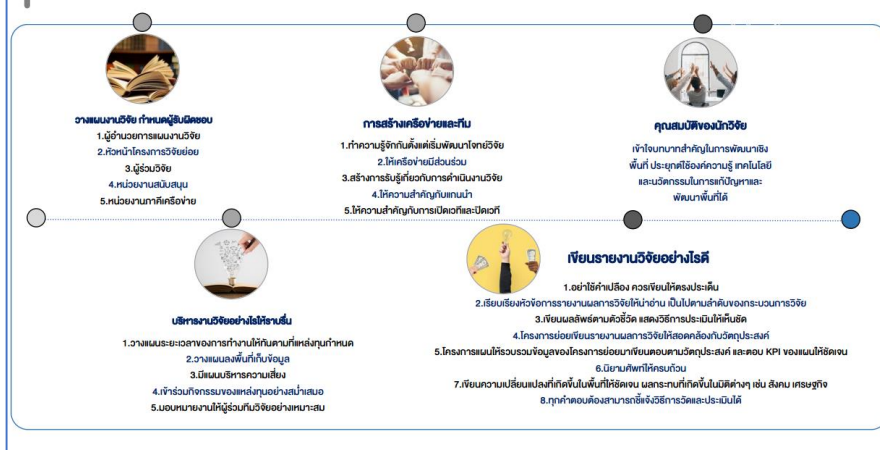 วางแผนงานวิจัย กำหนดผู้รับผิดชอบ
1.ผู้อำนวยการแผนงานวิจัย
2.หัวหน้าโครงการวิจัยย่อย
3.ผู้ร่วมวิจัย
4.หน่วยงานสนับสนุน
5.หน่วยงานภาคีเครือข่าย
การสร้างเครือข่ายและทีม
1.ทำความรู้จักกันตั้งแต่เริ่มพัฒนาโจทย์วิจัย
2.ให้เครือข่ายมีส่วนร่วม
3.สร้างการรับรู้เกี่ยวกับการดำเนินงานวิจัย
4.ให้ความสำคัญกับแกนนำ
5.ให้ความสำคัญกับการเปิดเวทีและปิดเวที
คุณสมบัติของนักวิจัย
เข้าใจบทบาทสำคัญในการพัฒนาเชิง
พื้นที่ ประยุกต์ใช้องค์ความรู้ เทคโนโลยี
และนวัตกรรมในการแก้ปัญหาและ
พัฒนาพื้นที่ได้
บริหารงานวิจัยอย่างไรให้ราบรื่น
1.วางแผนระยะเวลาของการทำงานให้ทันตามที่แหล่งทุนกำหนด
2.วางแผนลงพื้นที่เก็บข้อมูล
3.มีแผนบริหารความเสี่ยง
4.เข้าร่วมกิจกรรมของแหล่งทุนอย่างสม่ำเสมอ
5.มอบหมายงานให้ผู้ร่วมทีมวิจัยอย่างเหมาะสม
เขียนรายงานวิจัยอย่างไรดี
1.อย่าใช้คำเปลือง ควรเขียนให้ตรงประเด็น
2.เรียบเรียงหัวข้อการรายงานผลการวิจัยให้น่าอ่าน เป็นไปตามลำดับของกระบวนการวิจัย
3.เขียนผลลัพธ์ตามตัวชี้วัด แสดงวิธีการประเมินให้เห็นชัด
4.โครงการย่อยเขียนรายงานผลการวิจัยให้สอดคล้องกับวัตถุประสงค์
5.โครงการแผนให้รวบรวมข้อมูลของโครงการย่อยมาเขียนตอบตามวัตถุประสงค์ และตอบ KPI ของแผนให้ชัดเจน
6.นิยามศัพท์ให้ครบถ้วน
7.เขียนความเปลี่ยนแปลงที่เกิดขึ้นในพื้นที่ให้ชัดเจน ผลกระทบที่เกิดขึ้นในมิติต่างๆ เช่น สังคม เศรษฐกิจ
8.ทุกคำตอบต้องสามารถชี้แจ้งวิธีการวัดและประเมินได้